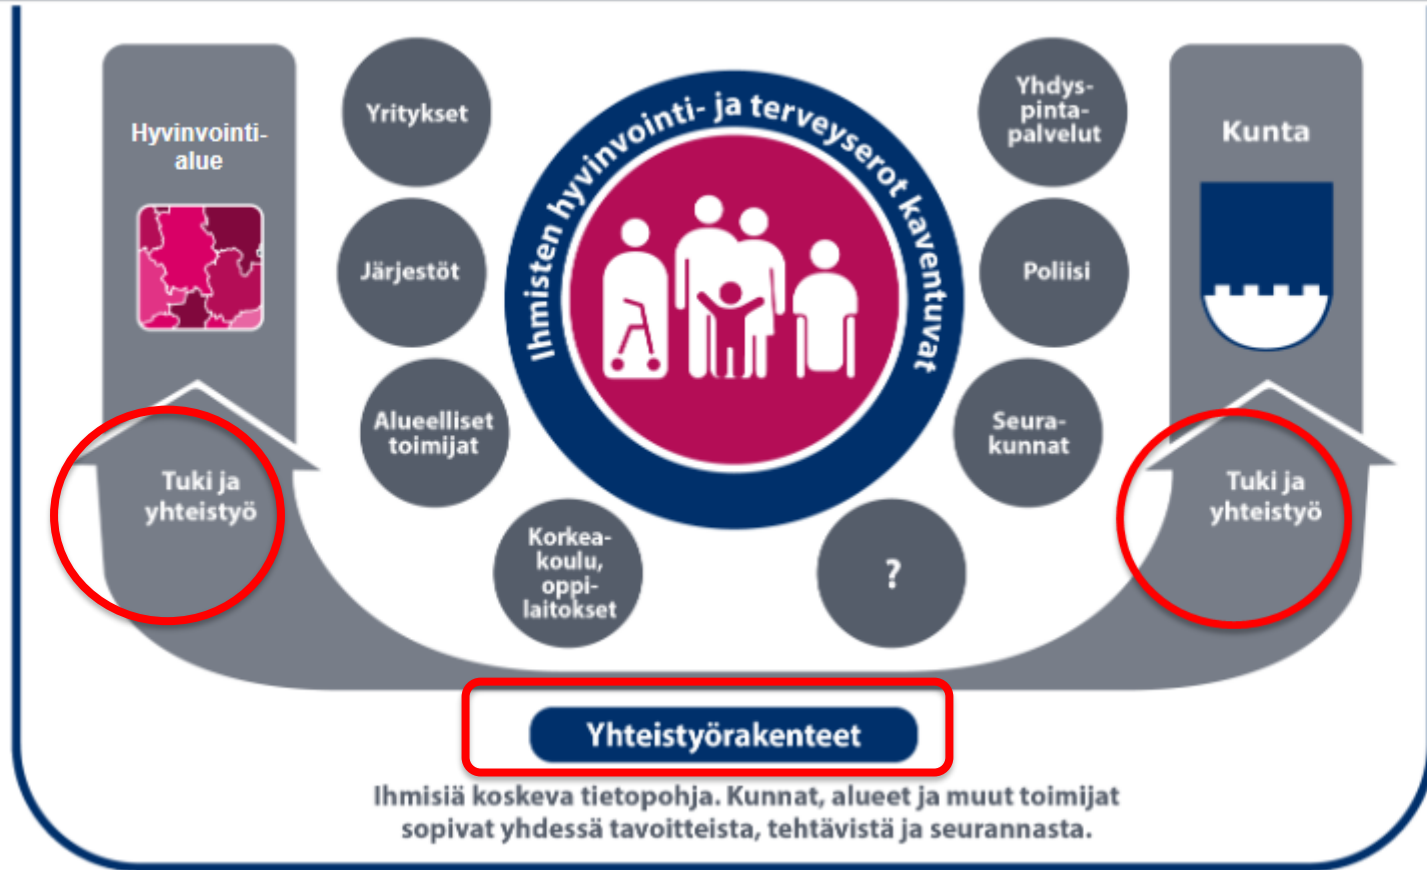 Hyvinvointi-
alue
Tuki ja
yhteistyö
Yritykset
Järjestöt
Alueelliset
toimijat
Korkea-
koulu,
oppi-
laitokset
Ihmisten hyvinvointi- ja terveyserot kaventuvat
Yhdys-
pinta-
palvelut
Poliisi
Seura-
kunnat
?
Kunta
Tuki ja
yhteistyö
Yhteistyörakenteet
Ihmisiä koskeva tietopohja. Kunnat, alueet ja muut toimijat
sopivat yhdessä tavoitteista, tehtävistä ja seurannasta.